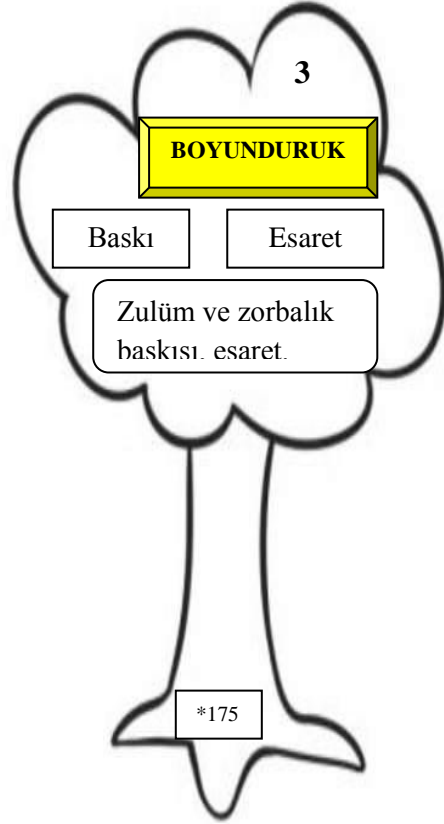 3
BOYUNDURUK
Baskı Esaret
Zulüm ve zorbalık
baskısı, esaret.
*175